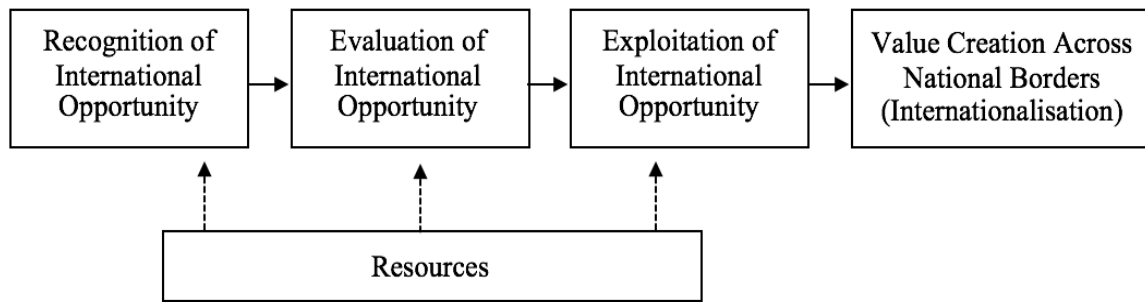 Recognition of
International
Opportunity
Evaluation of
International
Opportunity
Exploitation of
International
Opportunity
Value Creation Across
National Borders
(Internationalisation)
Resources